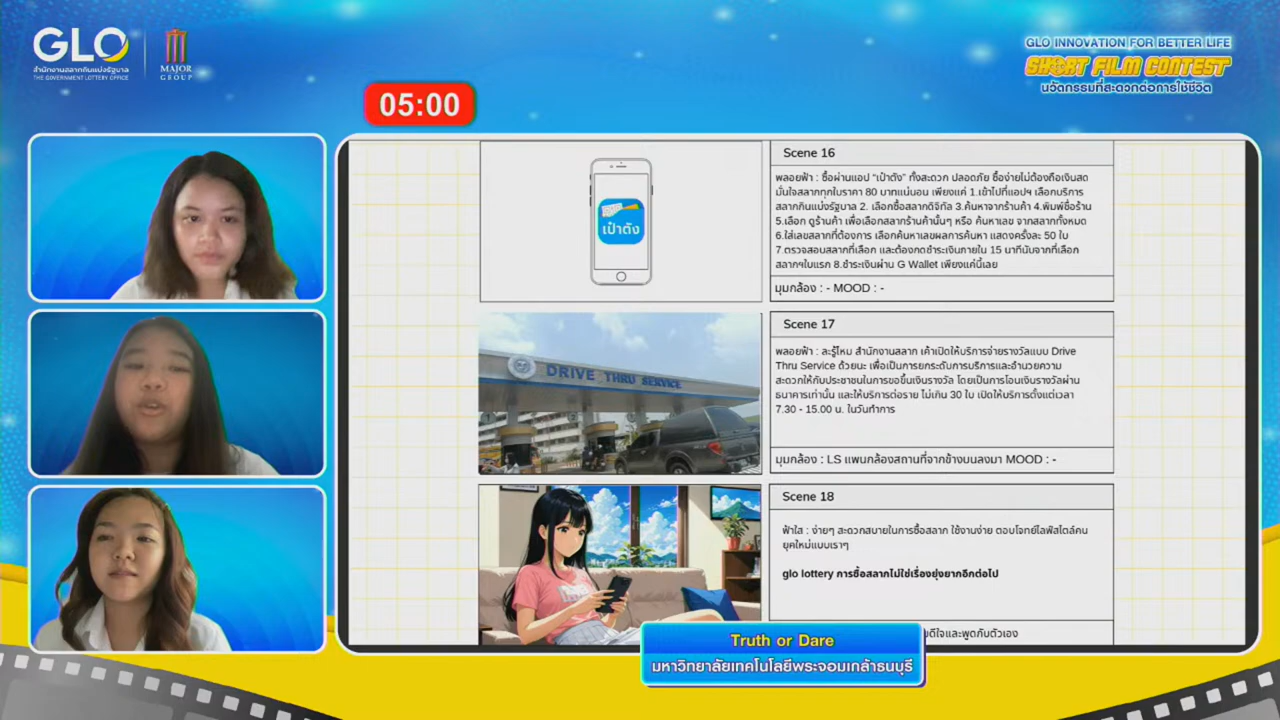 GLO
สำนักงานสลากกินแบ่งรัฐบาล
THE GOVERNMENT LOTTERY OFFICE
MAJOR
GROUP
GLO INNOVATION FOR BETTER LIFE
SHORT FILM CONTEST
นวัตกรรมที่สะดวกต่อการใช้ชีวิต
05:00
เป๋าตัง
Scene 16
พลอยฟ้า : ซื้อผ่านแอป “เป๋าตัง” ทั้งสะดวก ปลอดภัย ซื้อง่ายไม่ต้องถือเงินสด
มั่นใจสลากทุกใบราคา 80 บาทแน่นอน เพียงแค่ 1.เข้าไปที่แอปฯ เลือกบริการ
สลากกินแบ่งรัฐบาล 2. เลือกซื้อสลากดิจิทัล 3.ค้นหาจากร้านค้า 4.พิมพ์ชื่อร้าน
5.เลือก ดูร้านค้า เพื่อเลือกสลากร้านค้านั้นๆ หรือ ค้นหาเลข จากสลากทั้งหมด
6.ใส่เลขสลากที่ต้องการ เลือกค้นหาเลขผลการค้นหา แสดงครั้งละ 50 ใบ
7.ตรวจสอบสลากที่เลือก และต้องกดชำระเงินภายใน 15 นาทีนับจากที่เลือก
สลากฯใบแรก 8.ชำระเงินผ่าน G Wallet เพียงแค่นี้เลย
มุมกล้อง : - MOOD : -
DRIVE THRU SERVICE
Scene 17
พลอยฟ้า : ละรู้ไหม สำนักงานสลาก เค้าเปิดให้บริการจ่ายรางวัลแบบ Drive
Thru Service ด้วยนะ เพื่อเป็นการยกระดับการบริการและอำนวยความ
สะดวกให้กับประชาชนในการขอขึ้นเงินรางวัล โดยเป็นการโอนเงินรางวัลผ่าน
ธนาคารเท่านั้น และให้บริการต่อราย ไม่เกิน 30 ใบ เปิดให้บริการตั้งแต่เวลา
7.30 - 15.00 น. ในวันทำการ
มุมกล้อง : LS แพนกล้องสถานที่จากข้างบนลงมา MOOD : -
Scene 18
ฟ้าใส : ง่ายๆ สะดวกสบายในการซื้อสลาก ใช้งานง่าย ตอบโจทย์ไลฟ์สไตล์คน
ยุคใหม่แบบเราๆ
glo lottery การซื้อสลากไม่ใช่เรื่องยุ่งยากอีกต่อไป
มดีใจและพูดกับตัวเอง
Truth or Dare
มหาวิทยาลัยเทคโนโลยีพระจอมเกล้าธนบุรี